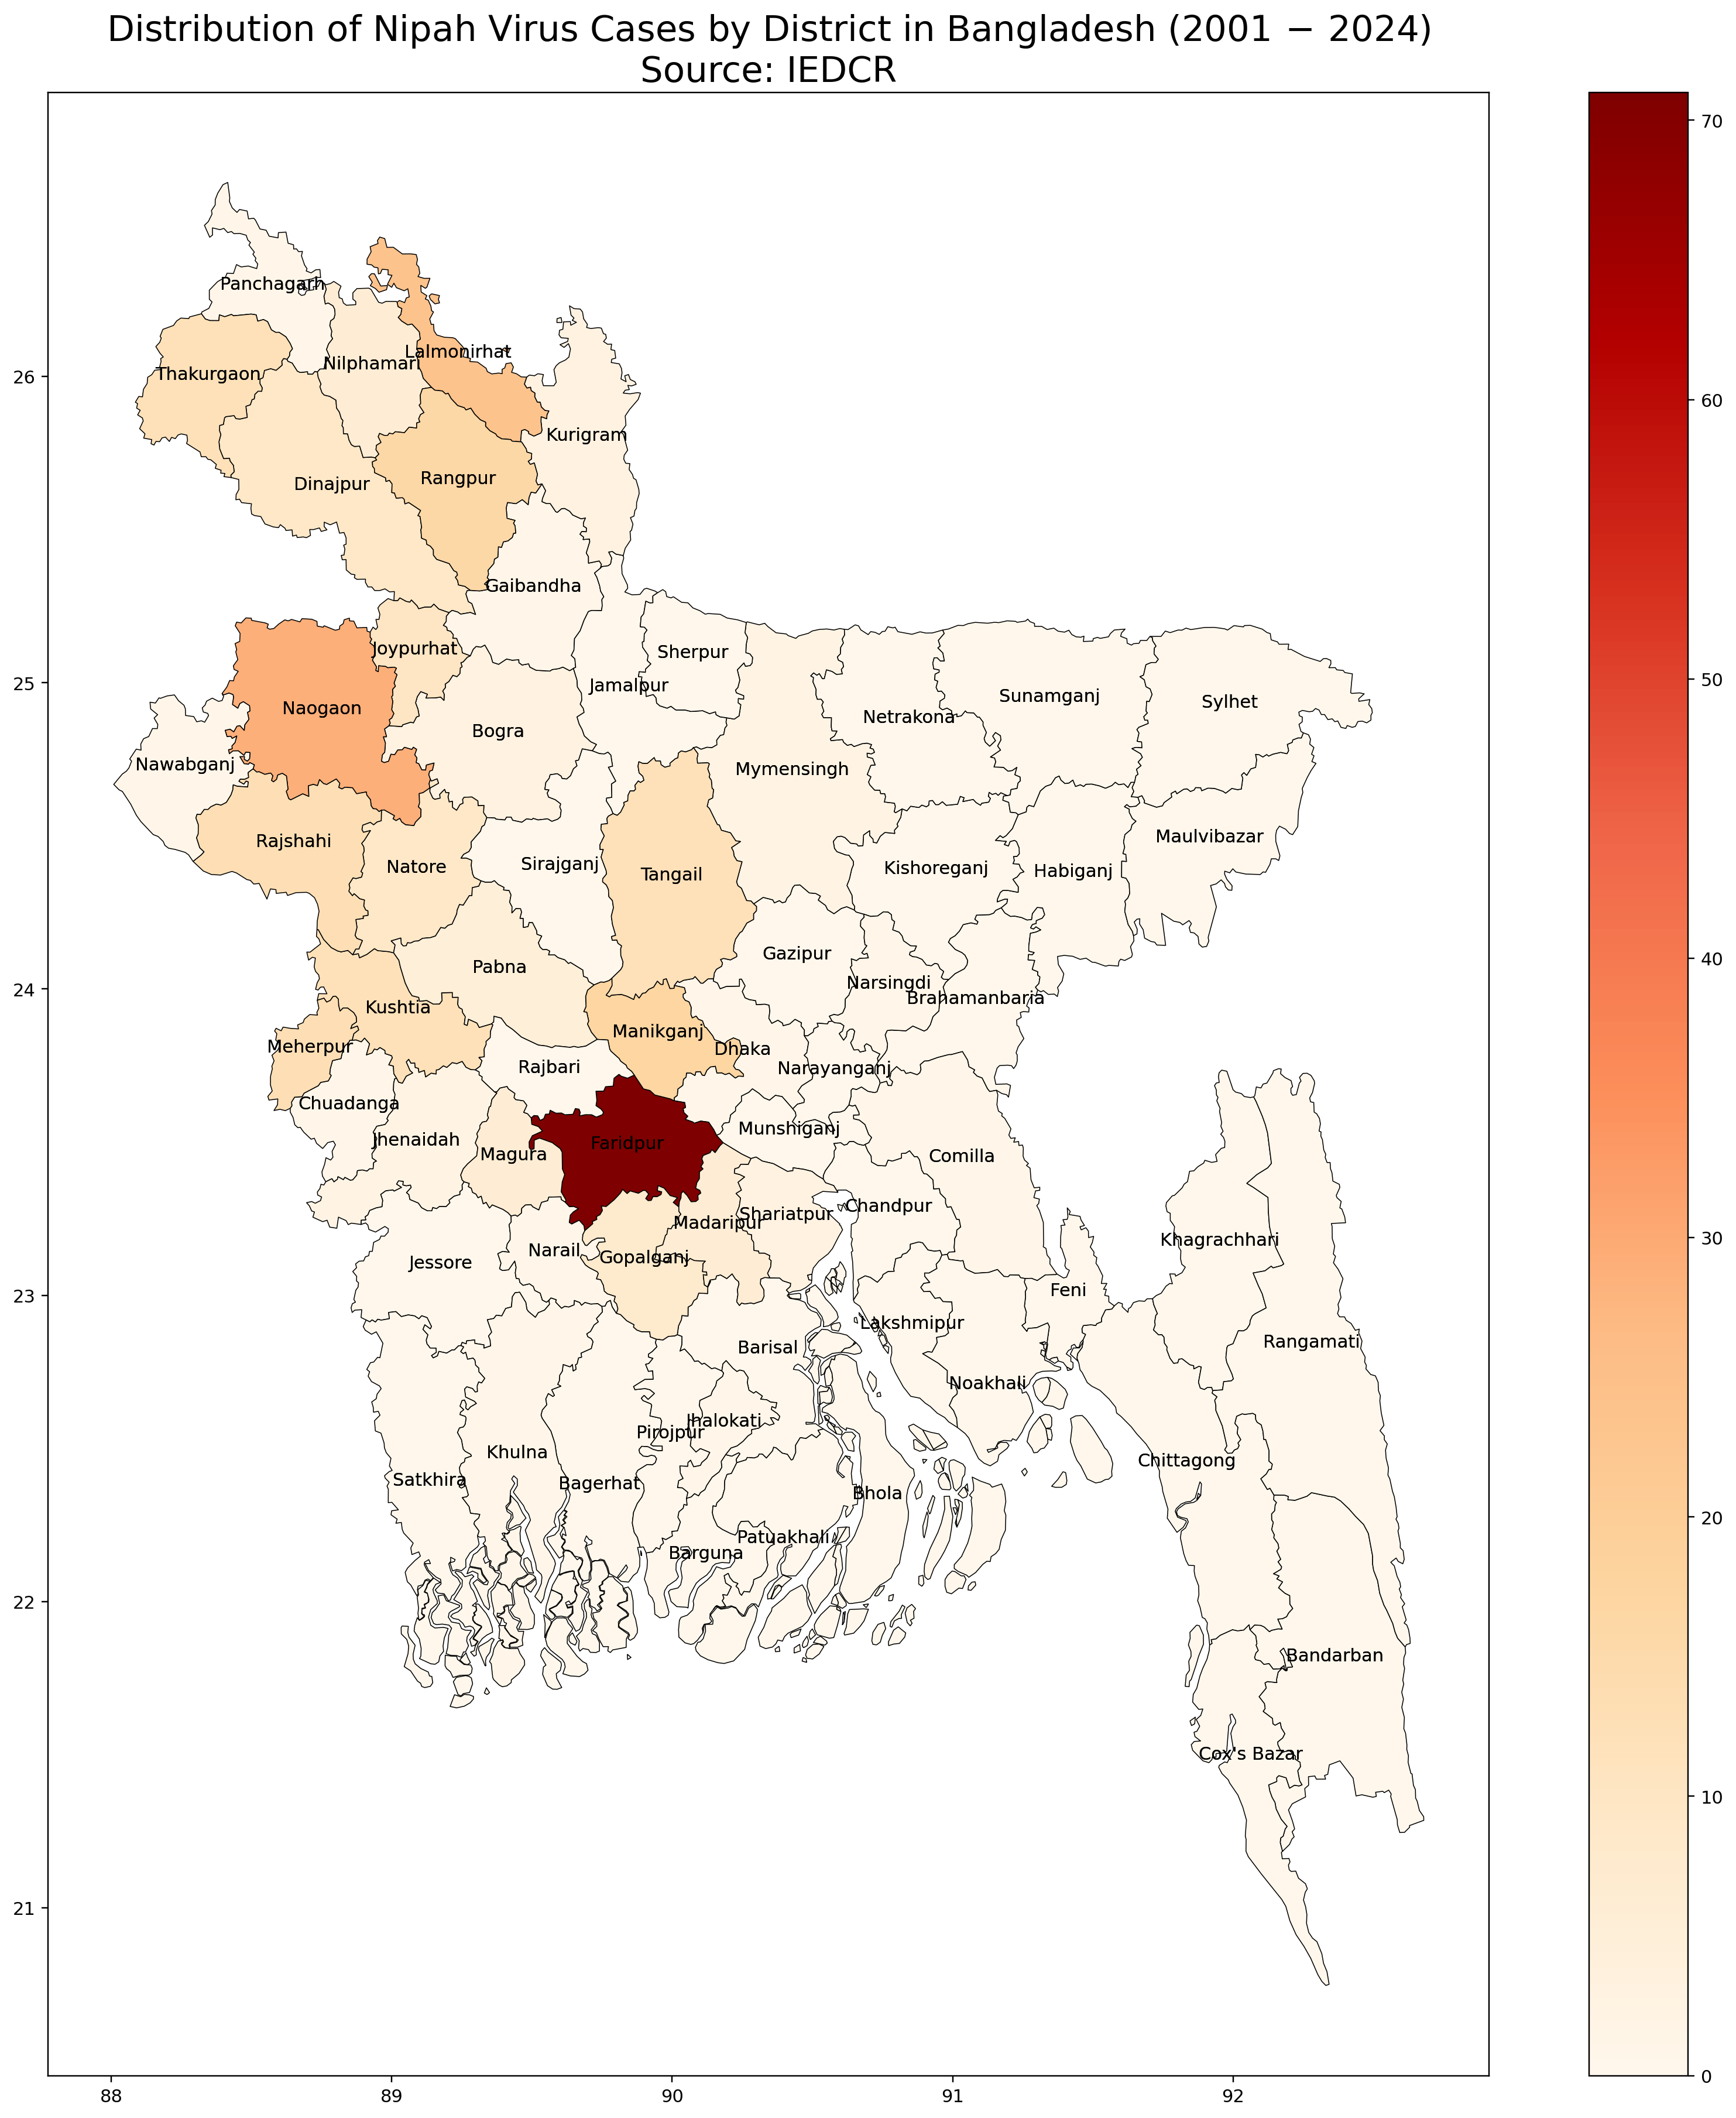 Distribution of Nipah Virus Cases by District in Bangladesh (2001 − 2024)
Source: IEDCR
70
60
50
40
30
20
10
0
26
25
24
23
22
21
88
89
90
91
92
Panchagarh
Lalmonirhat
Nilphamari
Thakurgaon
Kurigram
Rangpur
Dinajpur
Gaibandha
Joypurhat
Sherpur
Jamalpur
Sunamganj
Sylhet
Naogaon
Netrakona
Bogra
Nawabganj
Mymensingh
Maulvibazar
Rajshahi
Natore
Sirajganj
Tangail
Kishoreganj
Habiganj
Pabna
Gazipur
Narsingdi
Brahamanbaria
Kushtia
Manikganj
Meherpur
Dhaka
Rajbari
Narayanganj
Chuadanga
Munshiganj
Jhenaidah
Faridpur
Magura
Comilla
Chandpur
Shariatpur
Madaripur
Khagrachhari
Narail
Gopalganj
Jessore
Feni
Lakshmipur
Rangamati
Barisal
Noakhali
Jhalokati
Pirojpur
Khulna
Chittagong
Satkhira
Bagerhat
Bhola
Patuakhali
Barguna
Bandarban
Cox's Bazar